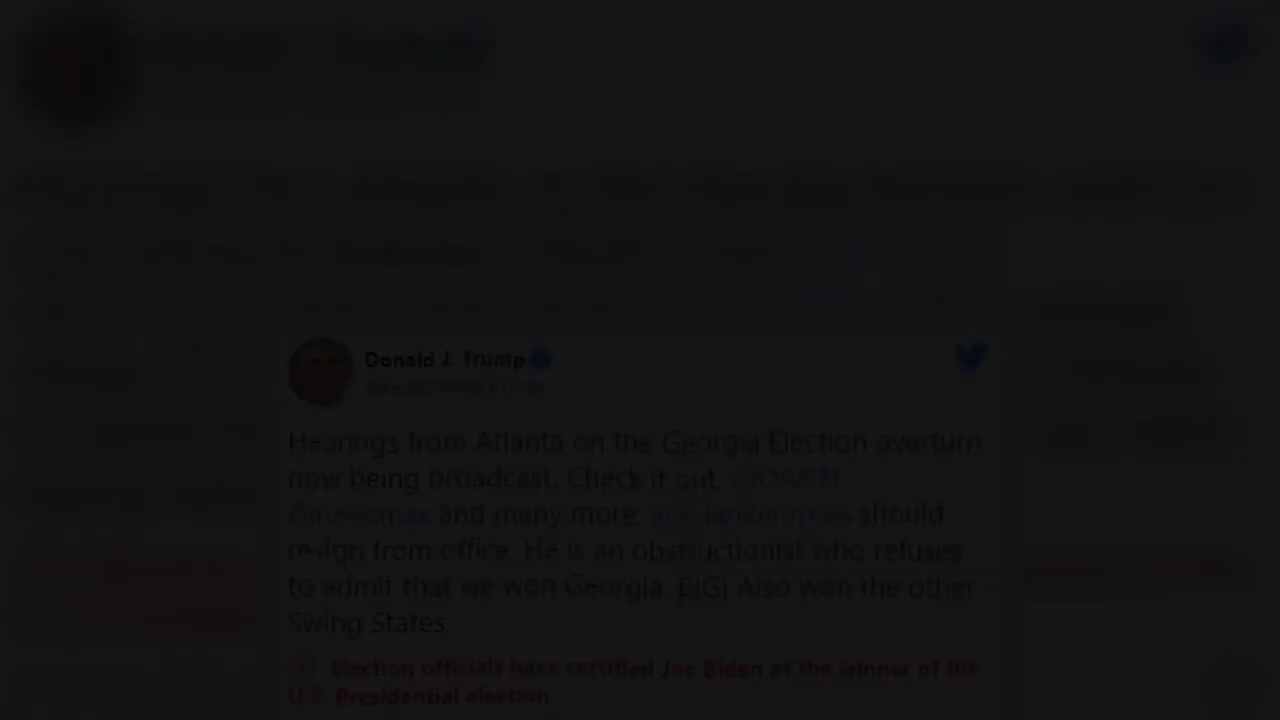 Donald J. Trump
@realDonaldTrump
Hearings from Atlanta on the Georgia Election overturn
now being broadcast. Check it out. @OANN
@newsmax and many more. @BrianKempGA should
resign from office. He is an obstructionist who refuses
to admit that we won Georgia, BIG! Also won the other
Swing States.
Election officials have certified Joe Biden as the winner of the
U.S. Presidential election